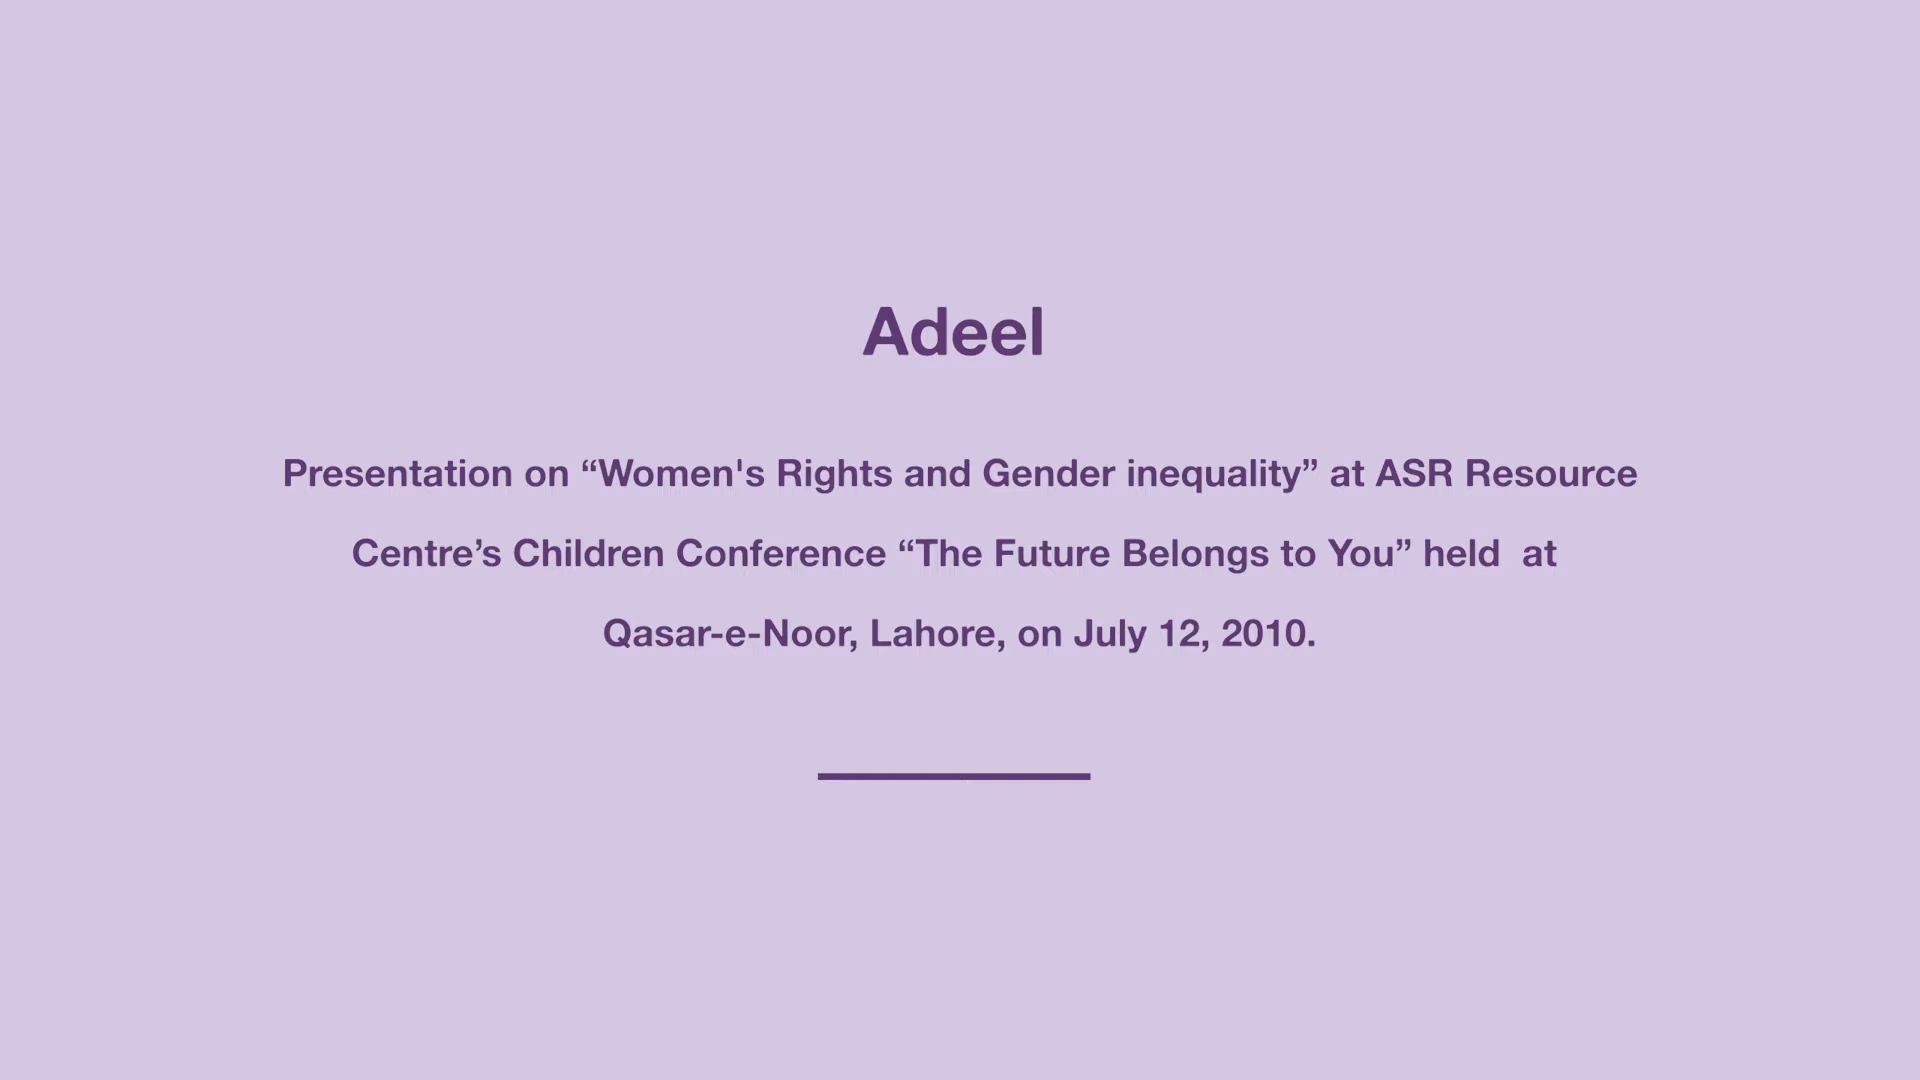 Adeel
Presentation on “Women's Rights and Gender inequality” at ASR Resource
Centre’s Children Conference “The Future Belongs to You” held  at
Qasar-e-Noor, Lahore, on July 12, 2010.